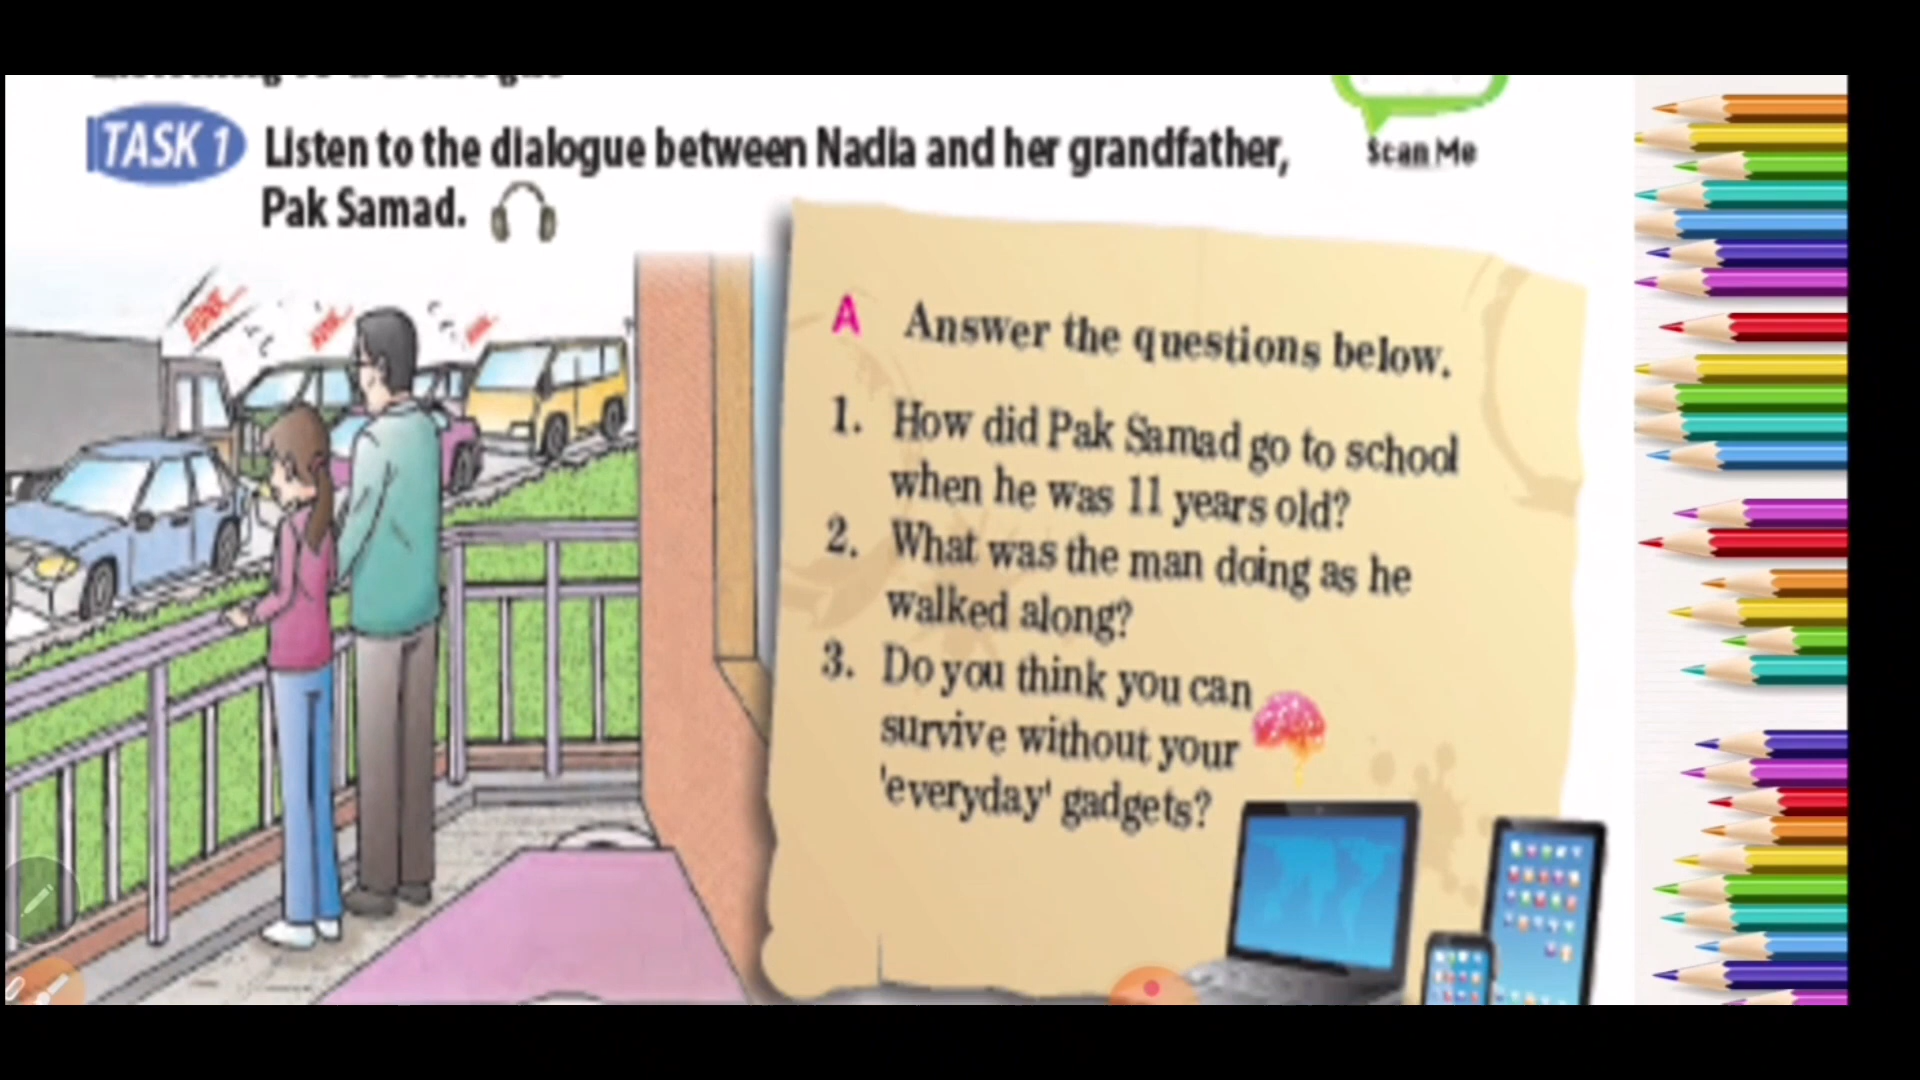 TASK 1 Listen to the dialogue between Nadia and her grandfather,
Pak Samad.
Scan Me
A Answer the questions below.
1. How did Pak Samad go to school
when he was 11 years old?
2. What was the man doing as he
walked along?
3. Do you think you can
survive without your
'everyday' gadgets?